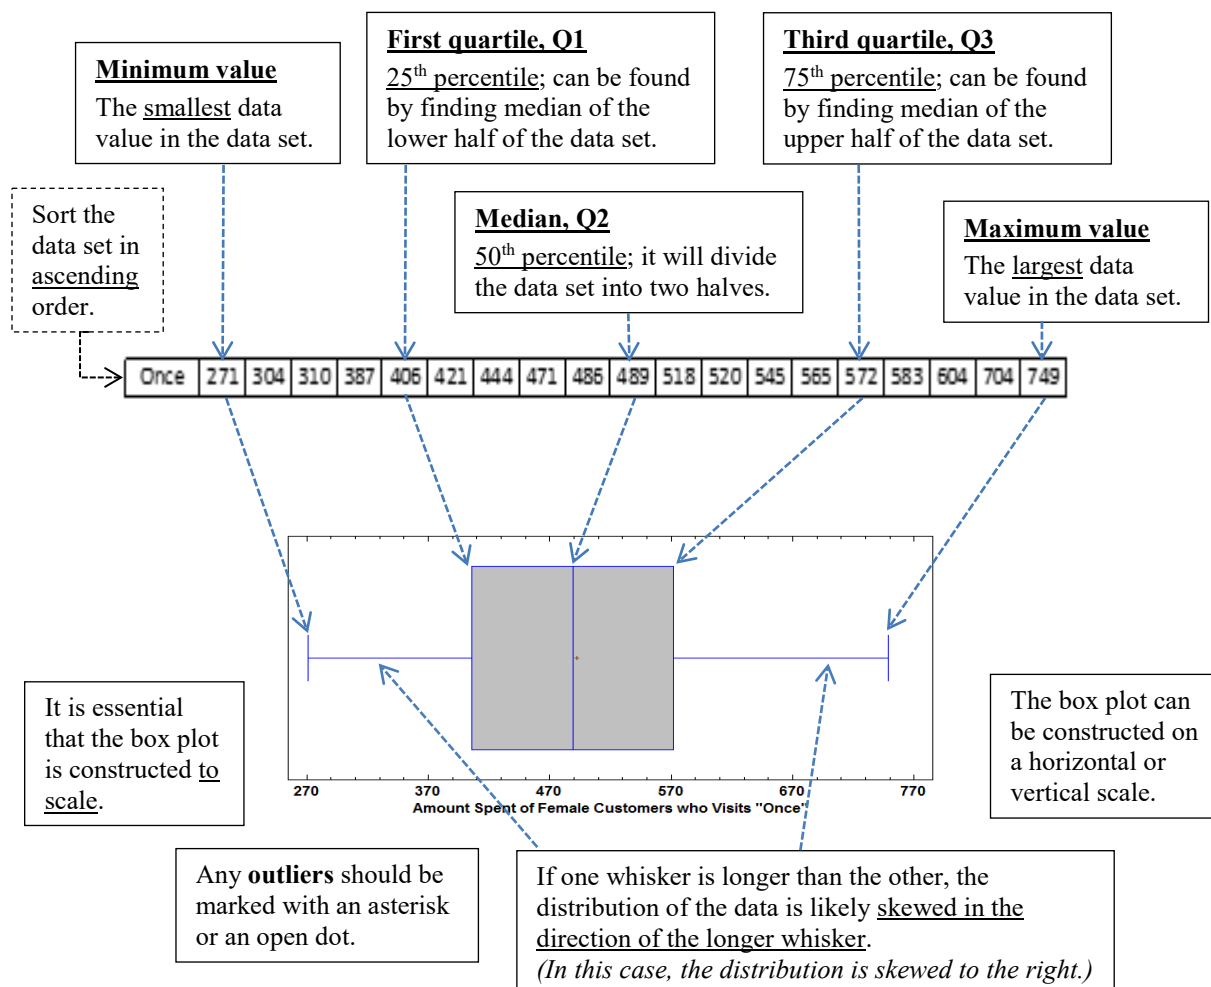 Minimum value
The smallest data
value in the data set.
First quartile, Q1
25th percentile; can be found
by finding median of the
lower half of the data set.
Third quartile, Q3
75th percentile; can be found
by finding median of the
upper half of the data set.
Sort the
data set in
ascending
order.
Median, Q2
50th percentile; it will divide
the data set into two halves.
Maximum value
The largest data
value in the data set.
Once 271 304 310 387 406 421 444 471 486 489 518 520 545 565 572 583 604 704 749
It is essential
that the box plot
is constructed to
scale.
The box plot can
be constructed on
a horizontal or
vertical scale.
270 370 470 570 670 770
Amount Spent of Female Customers who Visits "Once"
Any outliers should be
marked with an asterisk
or an open dot.
If one whisker is longer than the other, the
distribution of the data is likely skewed in the
direction of the longer whisker.
(In this case, the distribution is skewed to the right.)